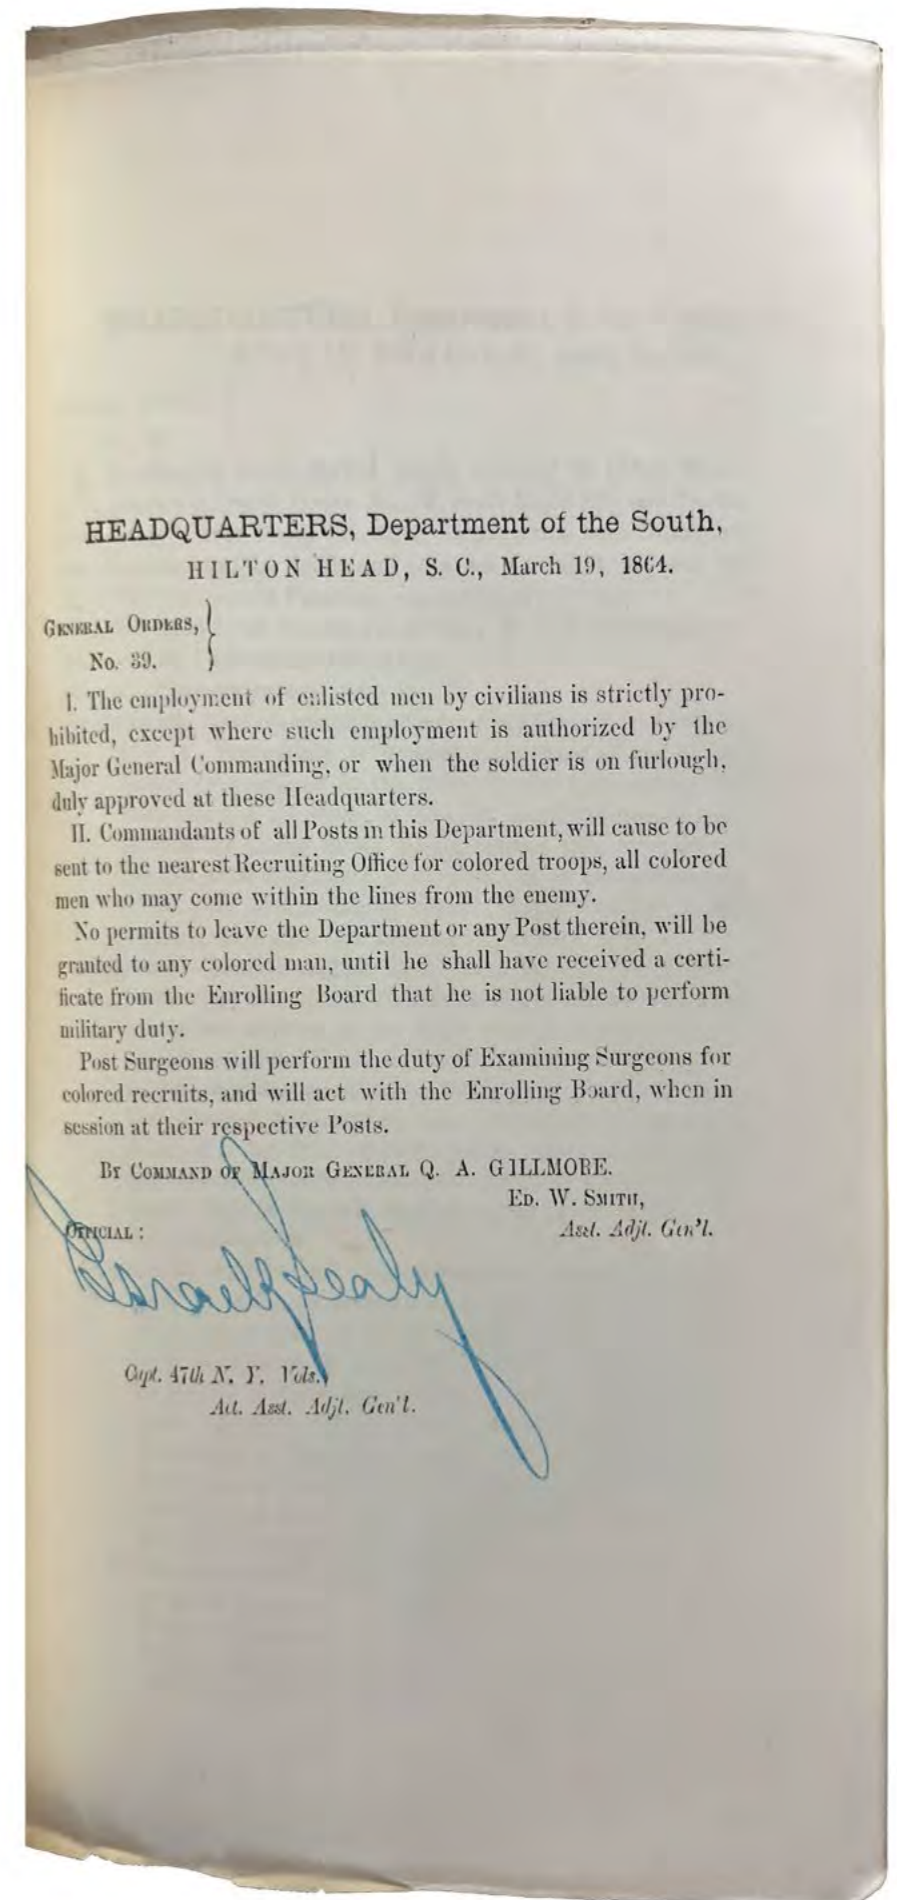 HEADQUARTERS, Department of the South,
HILTON HEAD, S. C., March 19, 1864.
GENERAL ORDERS,
No. 39.
I. The employment of enlisted men by civilians is strictly pro-
hibited, except where such employment is authorized by the
Major General Commanding, or when the soldier is on furlough,
duly approved at these Headquarters.
II. Commandants of all Posts in this Department, will cause to be
sent to the nearest Recruiting Office for colored troops, all colored
men who may come within the lines from the enemy.
No permits to leave the Department or any Post therein, will be
granted to any colored man, until he shall have received a certi-
ficate from the Enrolling Board that he is not liable to perform
military duty.
Post Surgeons will perform the duty of Examining Surgeons for
colored recruits, and will act with the Enrolling Board, when in
session at their respective Posts.
BY COMMAND OF MAJOR GENERAL Q. A. GILLMORE.
ED. W. SMITH,
Asst. Adjt. Gen'l.
OFFICIAL:
Israel Sealy
Capt. 47th N. Y. Vols.,
Act. Asst. Adjt. Gen'l.